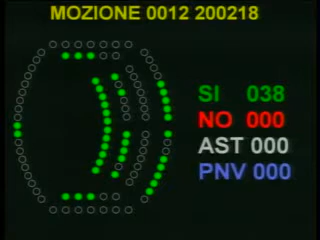 MOZIONE 0012 200218
SI 038
NO 000
AST 000
PNV 000